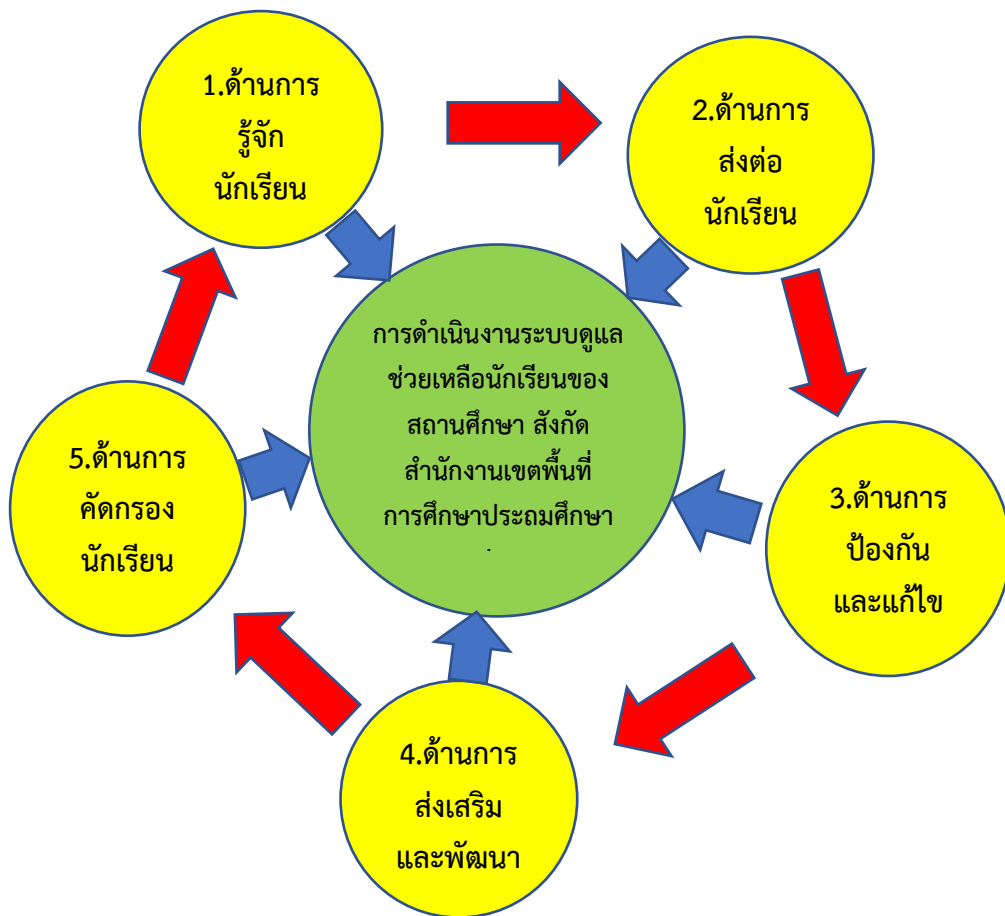 1.ด้านการ
รู้จัก
นักเรียน
2.ด้านการ
ส่งต่อ
นักเรียน
การดำเนินงานระบบดูแล
ช่วยเหลือนักเรียนของ
สถานศึกษา สังกัด
สำนักงานเขตพื้นที่
การศึกษาประถมศึกษา
3.ด้านการ
ป้องกัน
และแก้ไข
4.ด้านการ
ส่งเสริม
และพัฒนา
5.ด้านการ
คัดกรอง
นักเรียน